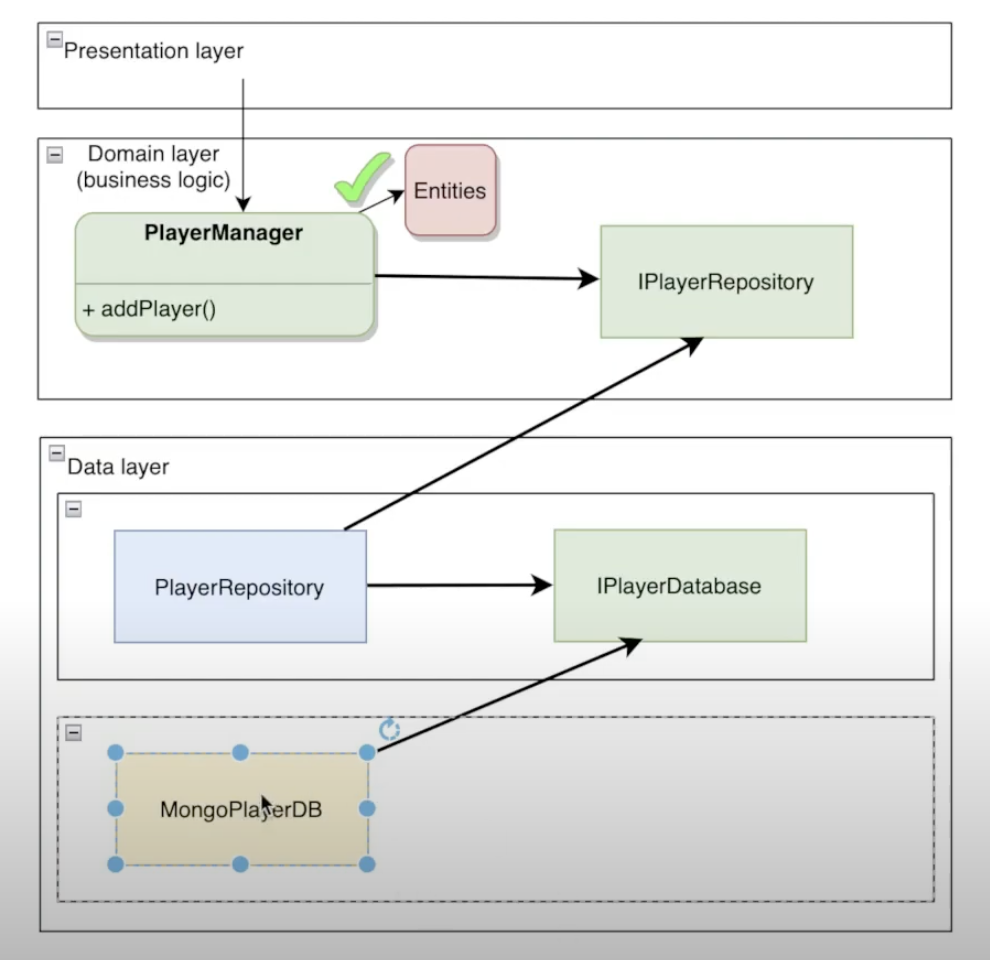 Presentation layer
Domain layer
(business logic)
Entities
PlayerManager
+ addPlayer()
IPlayerRepository
Data layer
PlayerRepository
IPlayerDatabase
MongoPlayerDB